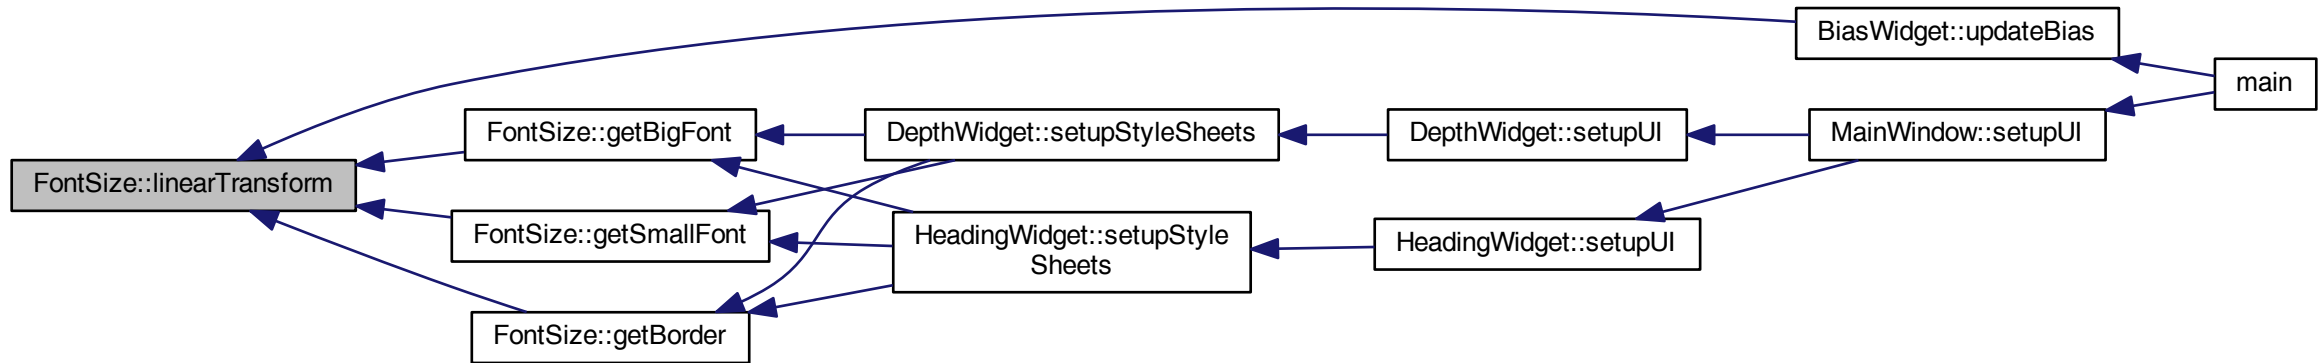 BiasWidget::updateBias
main
FontSize::getBigFont
DepthWidget::setupStyleSheets
DepthWidget::setupUI
MainWindow::setupUI
FontSize::linearTransform
FontSize::getSmallFont
HeadingWidget::setupStyle
Sheets
HeadingWidget::setupUI
FontSize::getBorder